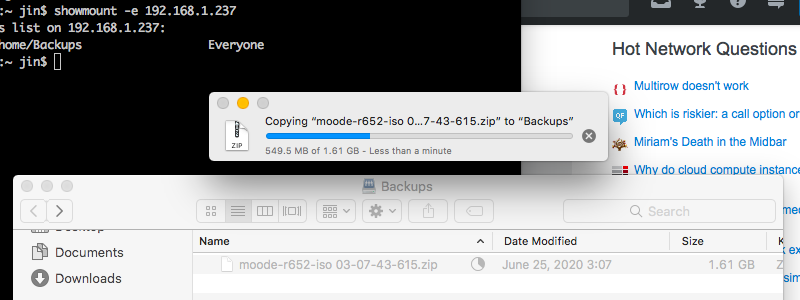 :~ jin$ showmount -e 192.168.1.237
s list on 192.168.1.237:
home/Backups Everyone
:~ jin$
Hot Network Questions
Multirow doesn't work
Which is riskier: a call option or
Miriam's Death in the Midbar
Why do cloud compute instance
Copying “moode-r652-iso 0...7-43-615.zip” to “Backups”
ZIP
549.5 MB of 1.61 GB - Less than a minute
Backups
Search
Desktop
Documents
Downloads
Name Date Modified Size K
moode-r652-iso 03-07-43-615.zip June 25, 2020 3:07 1.61 GB Z